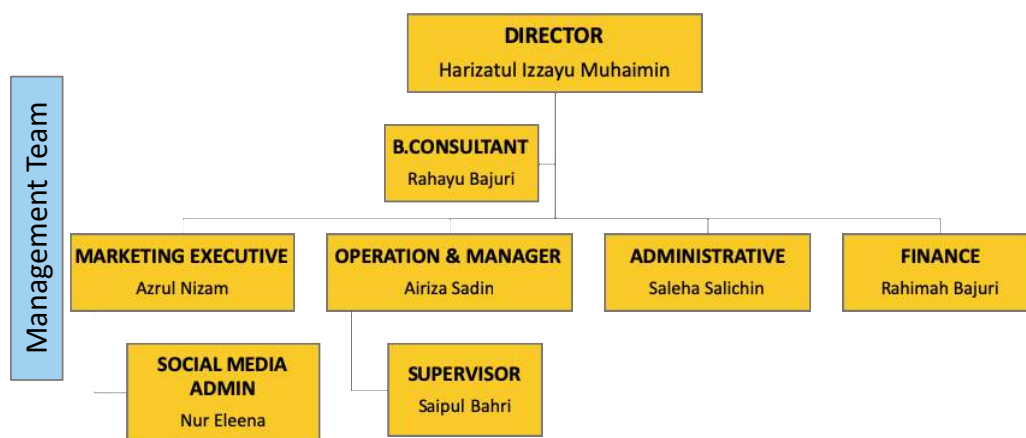 Management Team
DIRECTOR
Harizatul Izzayu Muhaimin
B.CONSULTANT
Rahayu Bajuri
MARKETING EXECUTIVE
Azrul Nizam
OPERATION & MANAGER
Airiza Sadin
ADMINISTRATIVE
Saleha Salichin
FINANCE
Rahimah Bajuri
SOCIAL MEDIA
ADMIN
Nur Eleena
SUPERVISOR
Saipul Bahri